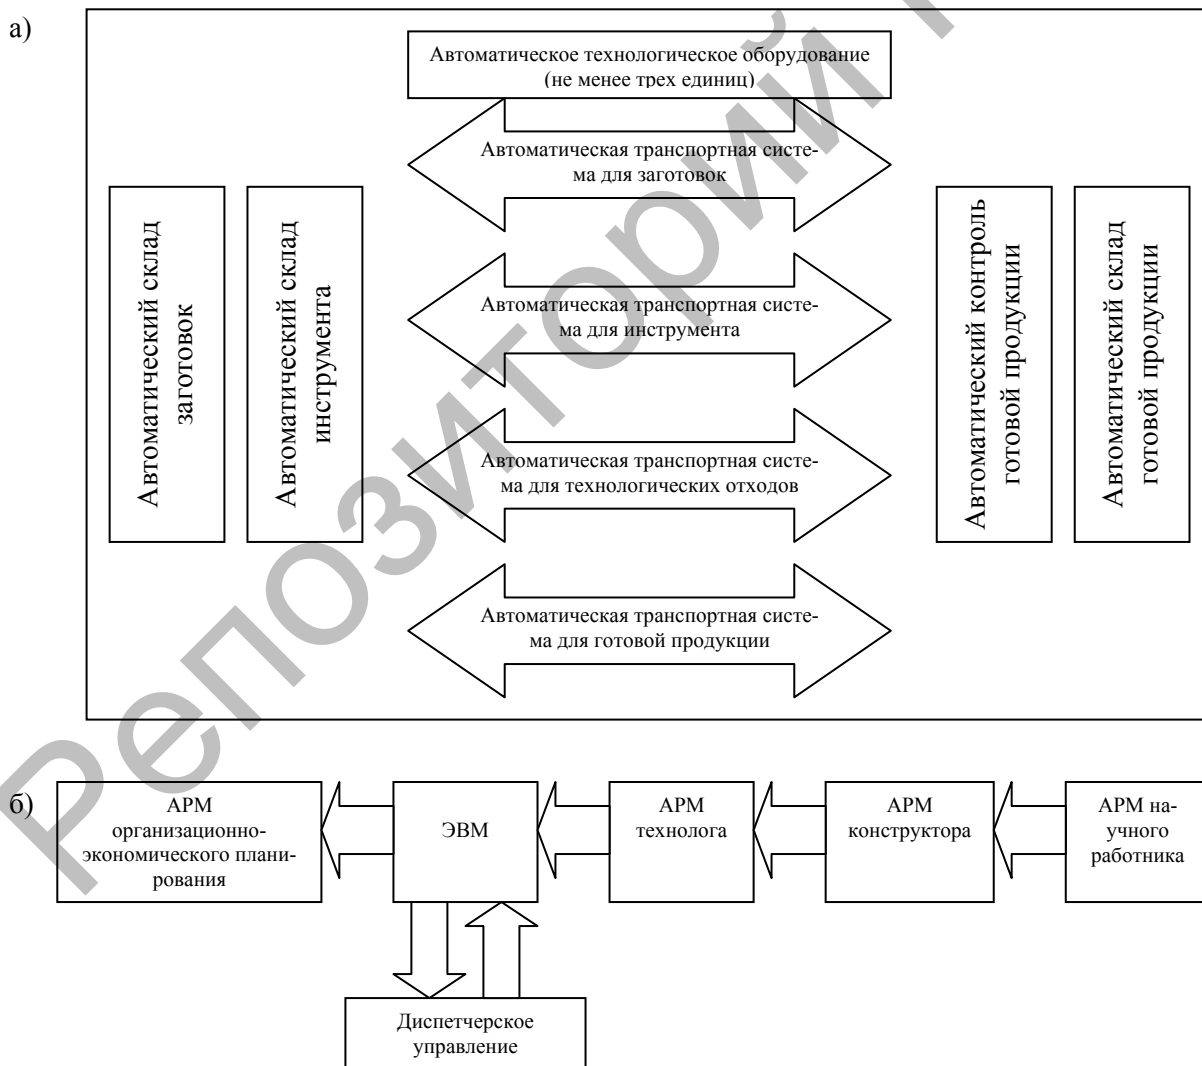 а)
Автоматическое технологическое оборудование
(не менее трех единиц)
Автоматическая транспортная систе-
ма для заготовок
Автоматический склад
заготовок
Автоматический склад
инструмента
Автоматическая транспортная систе-
ма для инструмента
Автоматическая транспортная систе-
ма для технологических отходов
Автоматическая транспортная систе-
ма для готовой продукции
Автоматический контроль
готовой продукции
Автоматический склад
готовой продукции
б)
АРМ
организационно-
экономического плани-
рования
ЭВМ
АРМ
технолога
АРМ
конструктора
АРМ на-
учного
работника
Диспетчерское
управление
Репозиторий